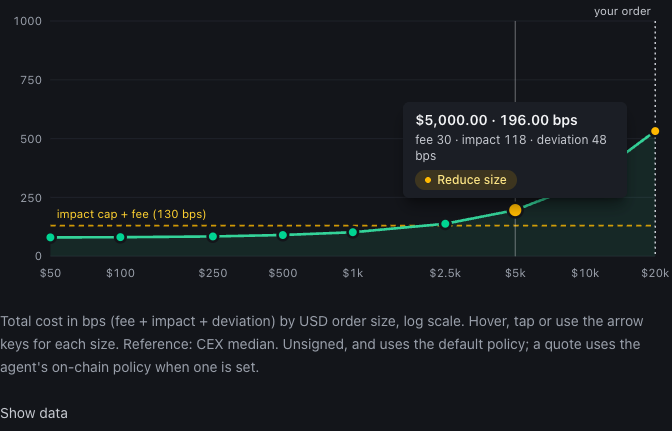 your order
1000
750
500
250
0
$5,000.00 · 196.00 bps
fee 30 · impact 118 · deviation 48
bps
Reduce size
impact cap + fee (130 bps)
$50 $100 $250 $500 $1k $2.5k $5k $10k $20k
Total cost in bps (fee + impact + deviation) by USD order size, log scale. Hover, tap or use the arrow
keys for each size. Reference: CEX median. Unsigned, and uses the default policy; a quote uses the
agent's on-chain policy when one is set.
Show data